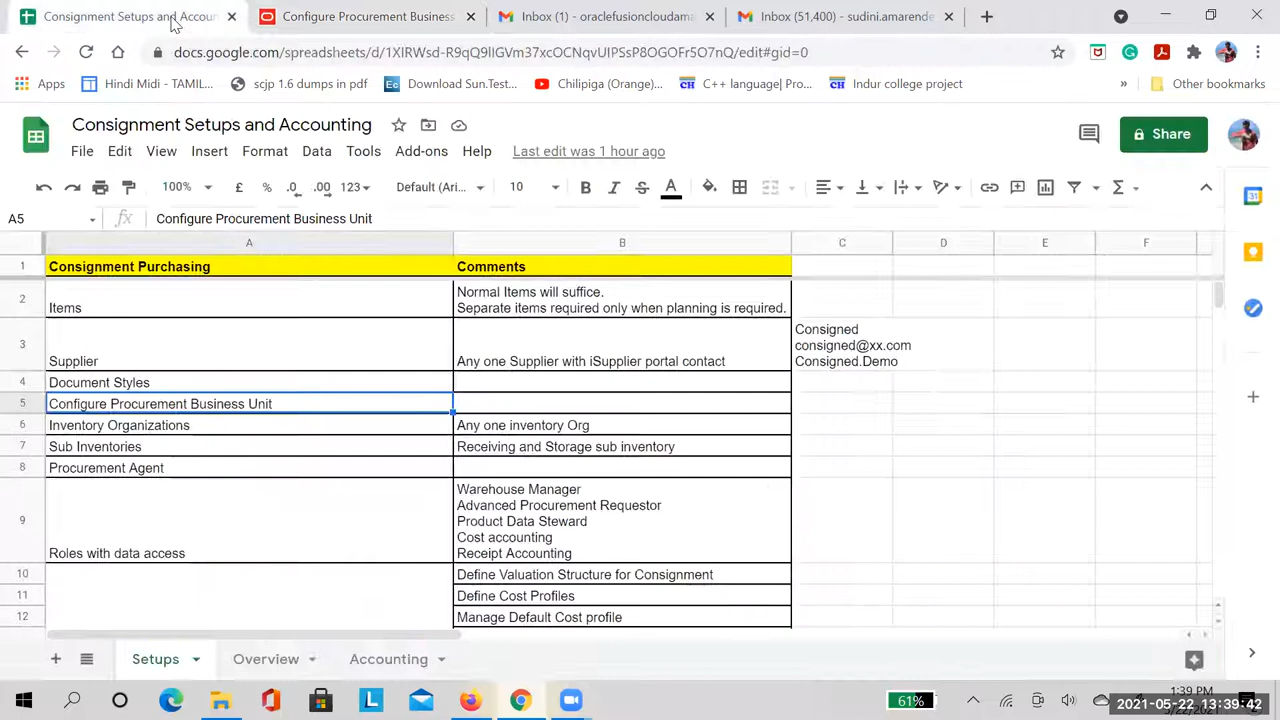 Consignment Setups and Accoun
Configure Procurement Business
Inbox (1) - oraclefusioncloudam
Inbox (51,400) - sudini.amarende
docs.google.com/spreadsheets/d/1XIRWsd-R9qQ9lIGVm37xcOCNqvUIPSsP8OGOFr5O7nQ/edit#gid=0
Apps
Hindi Midi - TAMIL...
scjp 1.6 dumps in pdf
Download Sun.Test...
Chilipiga (Orange)...
C++ language| Pro...
Indur college project
»
Other bookmarks
Consignment Setups and Accounting
File Edit View Insert Format Data Tools Add-ons Help Last edit was 1 hour ago
Share
100% £ % .0 .00 123 Default (Ari... 10 B I S A
A5 fx Configure Procurement Business Unit
A B C D E F
1 Consignment Purchasing Comments
2 Items Normal Items will suffice.
Separate items required only when planning is required.
3 Supplier Any one Supplier with iSupplier portal contact
Consigned
consigned@xx.com
Consigned.Demo
4 Document Styles
5 Configure Procurement Business Unit
6 Inventory Organizations Any one inventory Org
7 Sub Inventories Receiving and Storage sub inventory
8 Procurement Agent
9 Roles with data access Warehouse Manager
Advanced Procurement Requestor
Product Data Steward
Cost accounting
Receipt Accounting
10 Define Valuation Structure for Consignment
11 Define Cost Profiles
12 Manage Default Cost profile
Setups Overview Accounting
61%
1:39 PM
2021-05-22 13:39:42